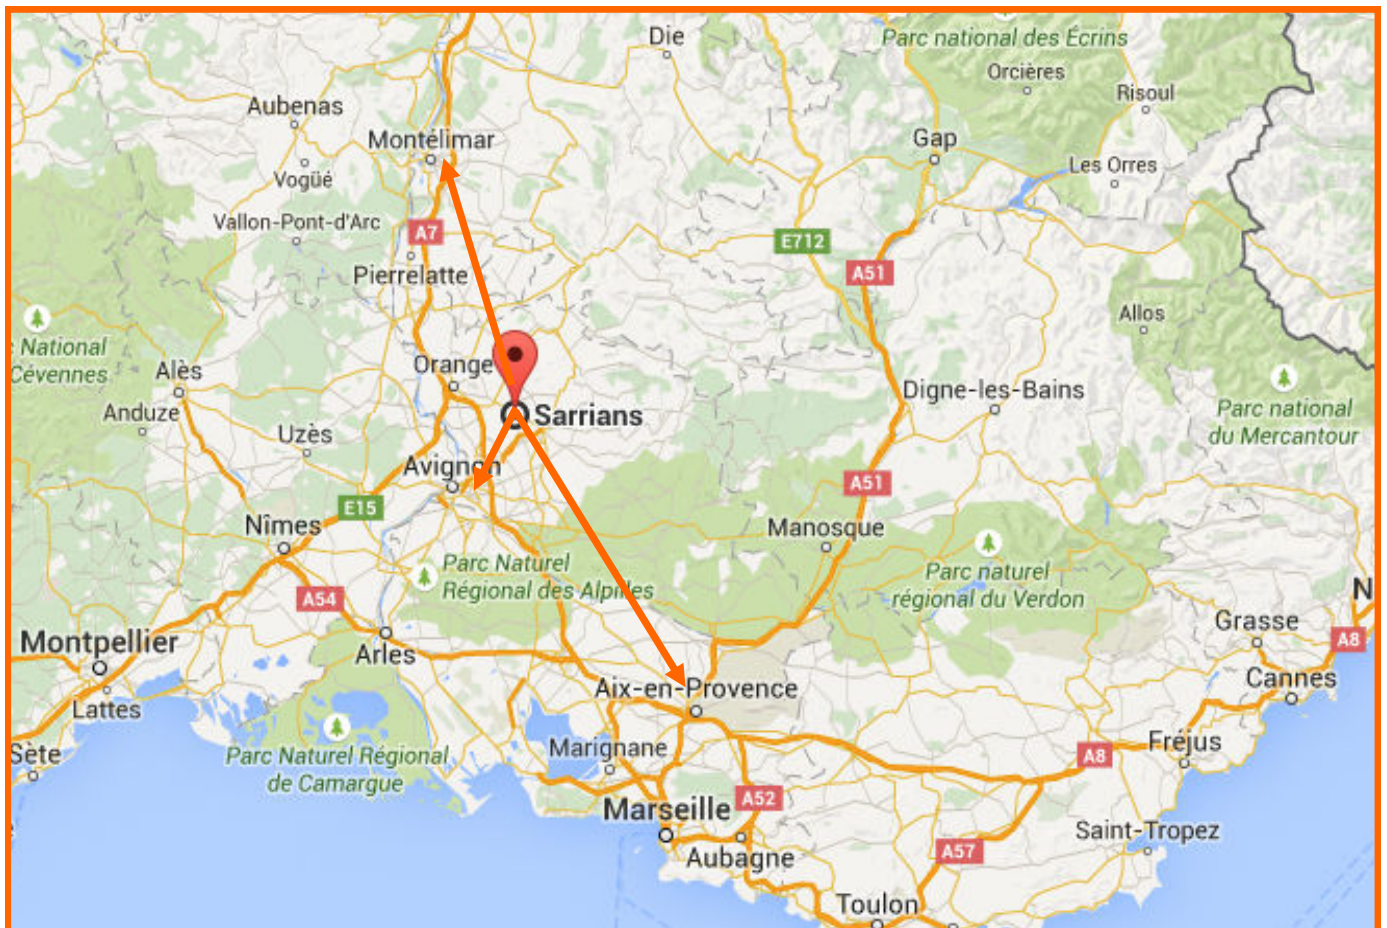 Die
Parc national des Écrins
Orcières
Risoul
Aubenas
Montélimar
Gap
Les Orres
Vogüé
Vallon-Pont-d'Arc
A7
E712
Pierrelatte
A51
Allos
National
Cévennes
Alès
Orange
Digne-les-Bains
Anduze
Sarrians
Parc national
du Mercantour
Uzès
Avignon
A51
E15
Nîmes
Manosque
Parc Naturel
Régional des Alpilles
Parc naturel
régional du Verdon
A54
N
Grasse
A8
Montpellier
Arles
Cannes
Aix-en-Provence
Lattes
Sète
Parc Naturel Régional
de Camargue
Marignane
Fréjus
A8
Marseille
A52
Saint-Tropez
Aubagne
A57
Toulon